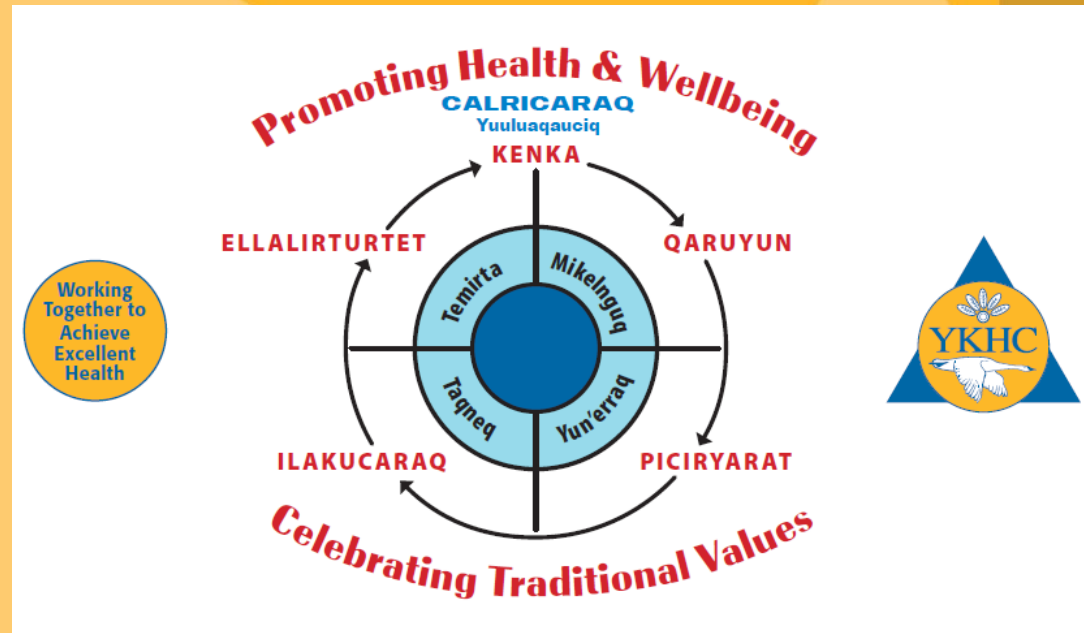 Promoting Health & Wellbeing
CALRICARAQ
Yuuluaqauciq
KENKA
ELLALIRTURTET
QARUYUN
Temirta
Mikelnguq
Working
Together to
Achieve
Excellent
Health
YKHC
Taqneq
Yun'erraq
ILAKUCARAQ
PICIRYARAT
Celebrating Traditional Values